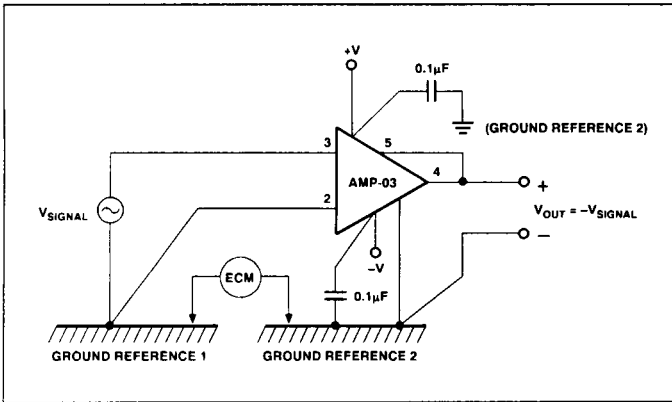 +V
0.1µF
(GROUND REFERENCE 2)
3
5
4
AMP-03
+
VSIGNAL
2
VOUT = –VSIGNAL
–
–V
ECM
0.1µF
GROUND REFERENCE 1
GROUND REFERENCE 2